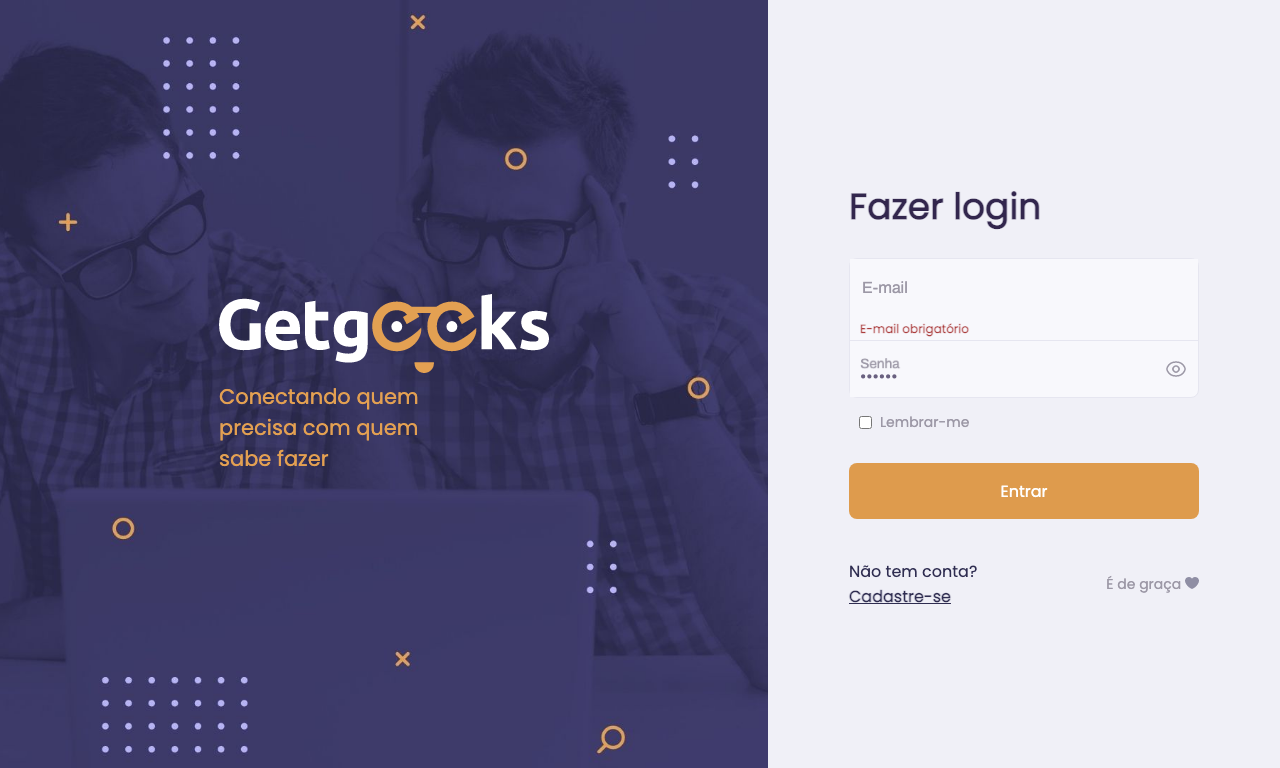 Getgeeks
Conectando quem
precisa com quem
sabe fazer
Fazer login
E-mail
E-mail obrigatório
Senha
••••••
Lembrar-me
Entrar
Não tem conta?
Cadastre-se
É de graça